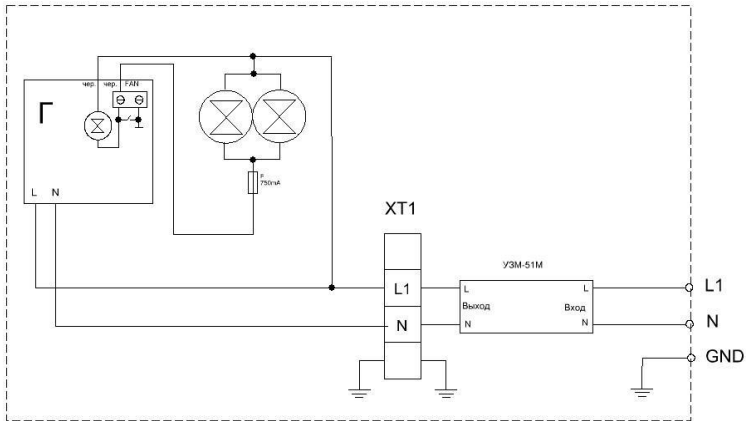 чер. чер. FAN
Г
F
750mA
L N
XT1
УЗМ-51М
L1
L
L
L1
Выход
Вход
N
N
N
N
GND